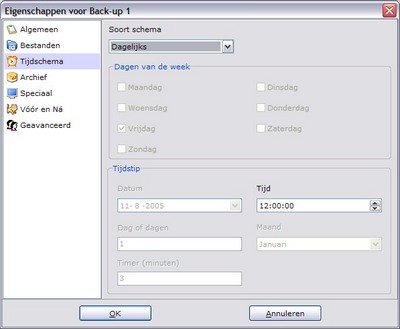 Eigenschappen voor Back-up 1
Algemeen
Bestanden
Tijdschema
Archief
Speciaal
Vóór en Ná
Geavanceerd
Soort schema
Dagelijks
Dagen van de week
Maandag
Dinsdag
Woensdag
Donderdag
Vrijdag
Zaterdag
Zondag
Tijdstip
Datum
Tijd
11- 8 -2005
12:00:00
Dag of dagen
Maand
1
Januari
Timer (minuten)
3
OK
Annuleren